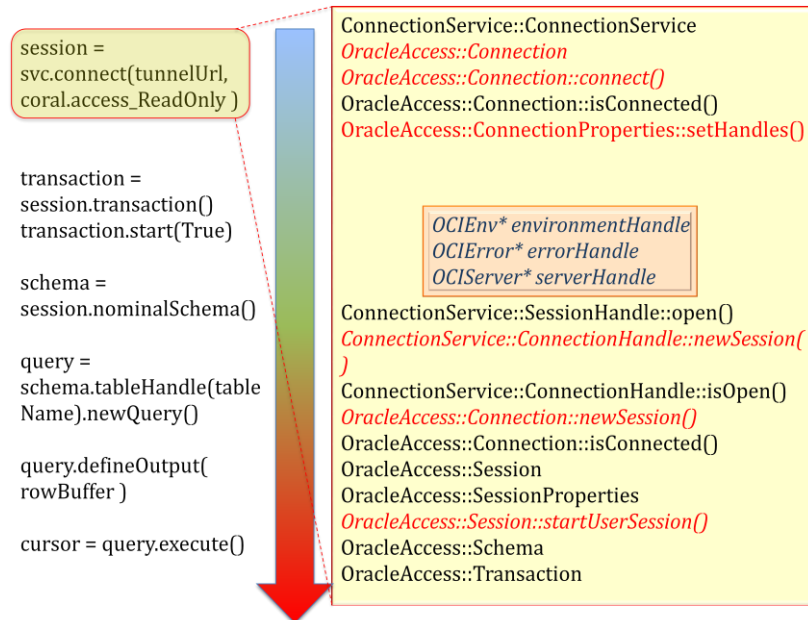 session =
svc.connect(tunnelUrl,
coral.access_ReadOnly )
transaction =
session.transaction()
transaction.start(True)
schema =
session.nominalSchema()
query =
schema.tableHandle(table
Name).newQuery()
query.defineOutput(
rowBuffer )
cursor = query.execute()
ConnectionService::ConnectionService
OracleAccess::Connection
OracleAccess::Connection::connect()
OracleAccess::Connection::isConnected()
OracleAccess::ConnectionProperties::setHandles()
OCIEnv* environmentHandle
OCIError* errorHandle
OCIServer* serverHandle
ConnectionService::SessionHandle::open()
ConnectionService::ConnectionHandle::newSession(
)
ConnectionService::ConnectionHandle::isOpen()
OracleAccess::Connection::newSession()
OracleAccess::Connection::isConnected()
OracleAccess::Session
OracleAccess::SessionProperties
OracleAccess::Session::startUserSession()
OracleAccess::Schema
OracleAccess::Transaction